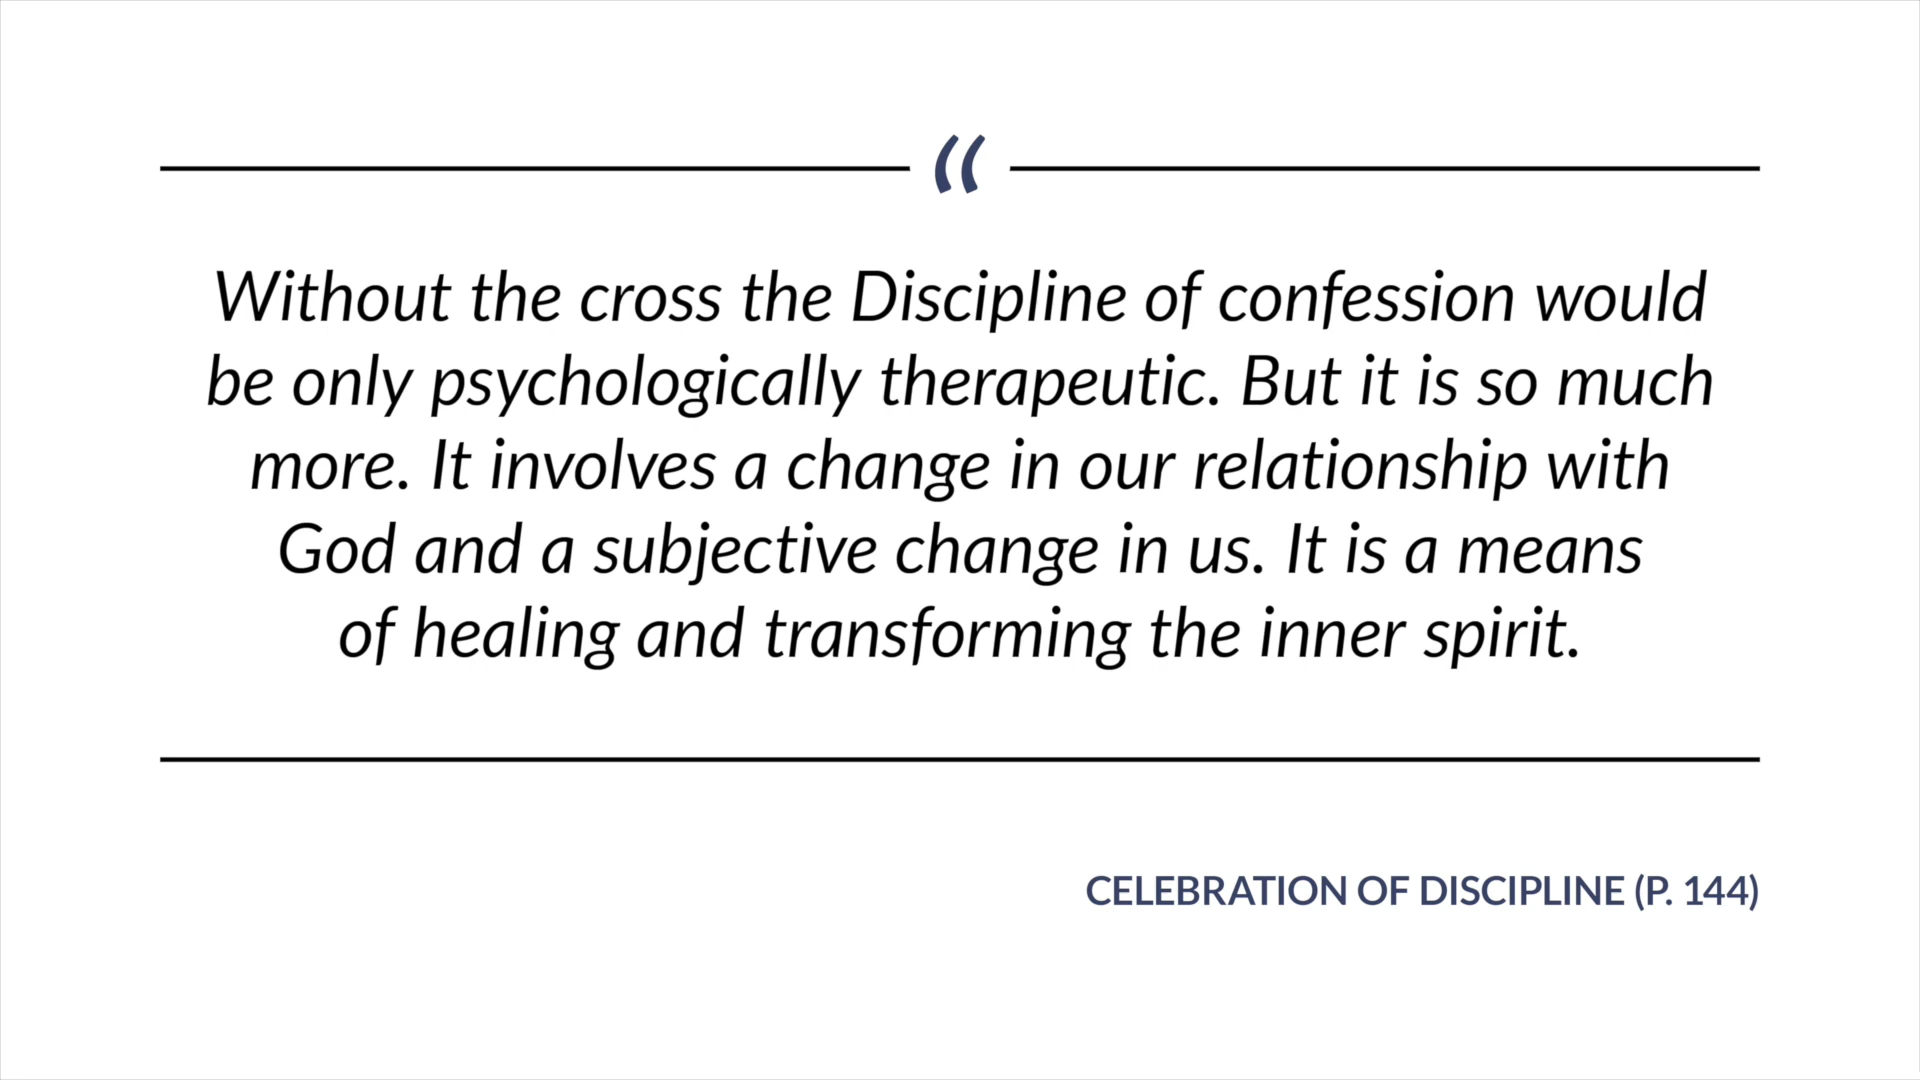 “
Without the cross the Discipline of confession would
be only psychologically therapeutic. But it is so much
more. It involves a change in our relationship with
God and a subjective change in us. It is a means
of healing and transforming the inner spirit.
CELEBRATION OF DISCIPLINE (P. 144)